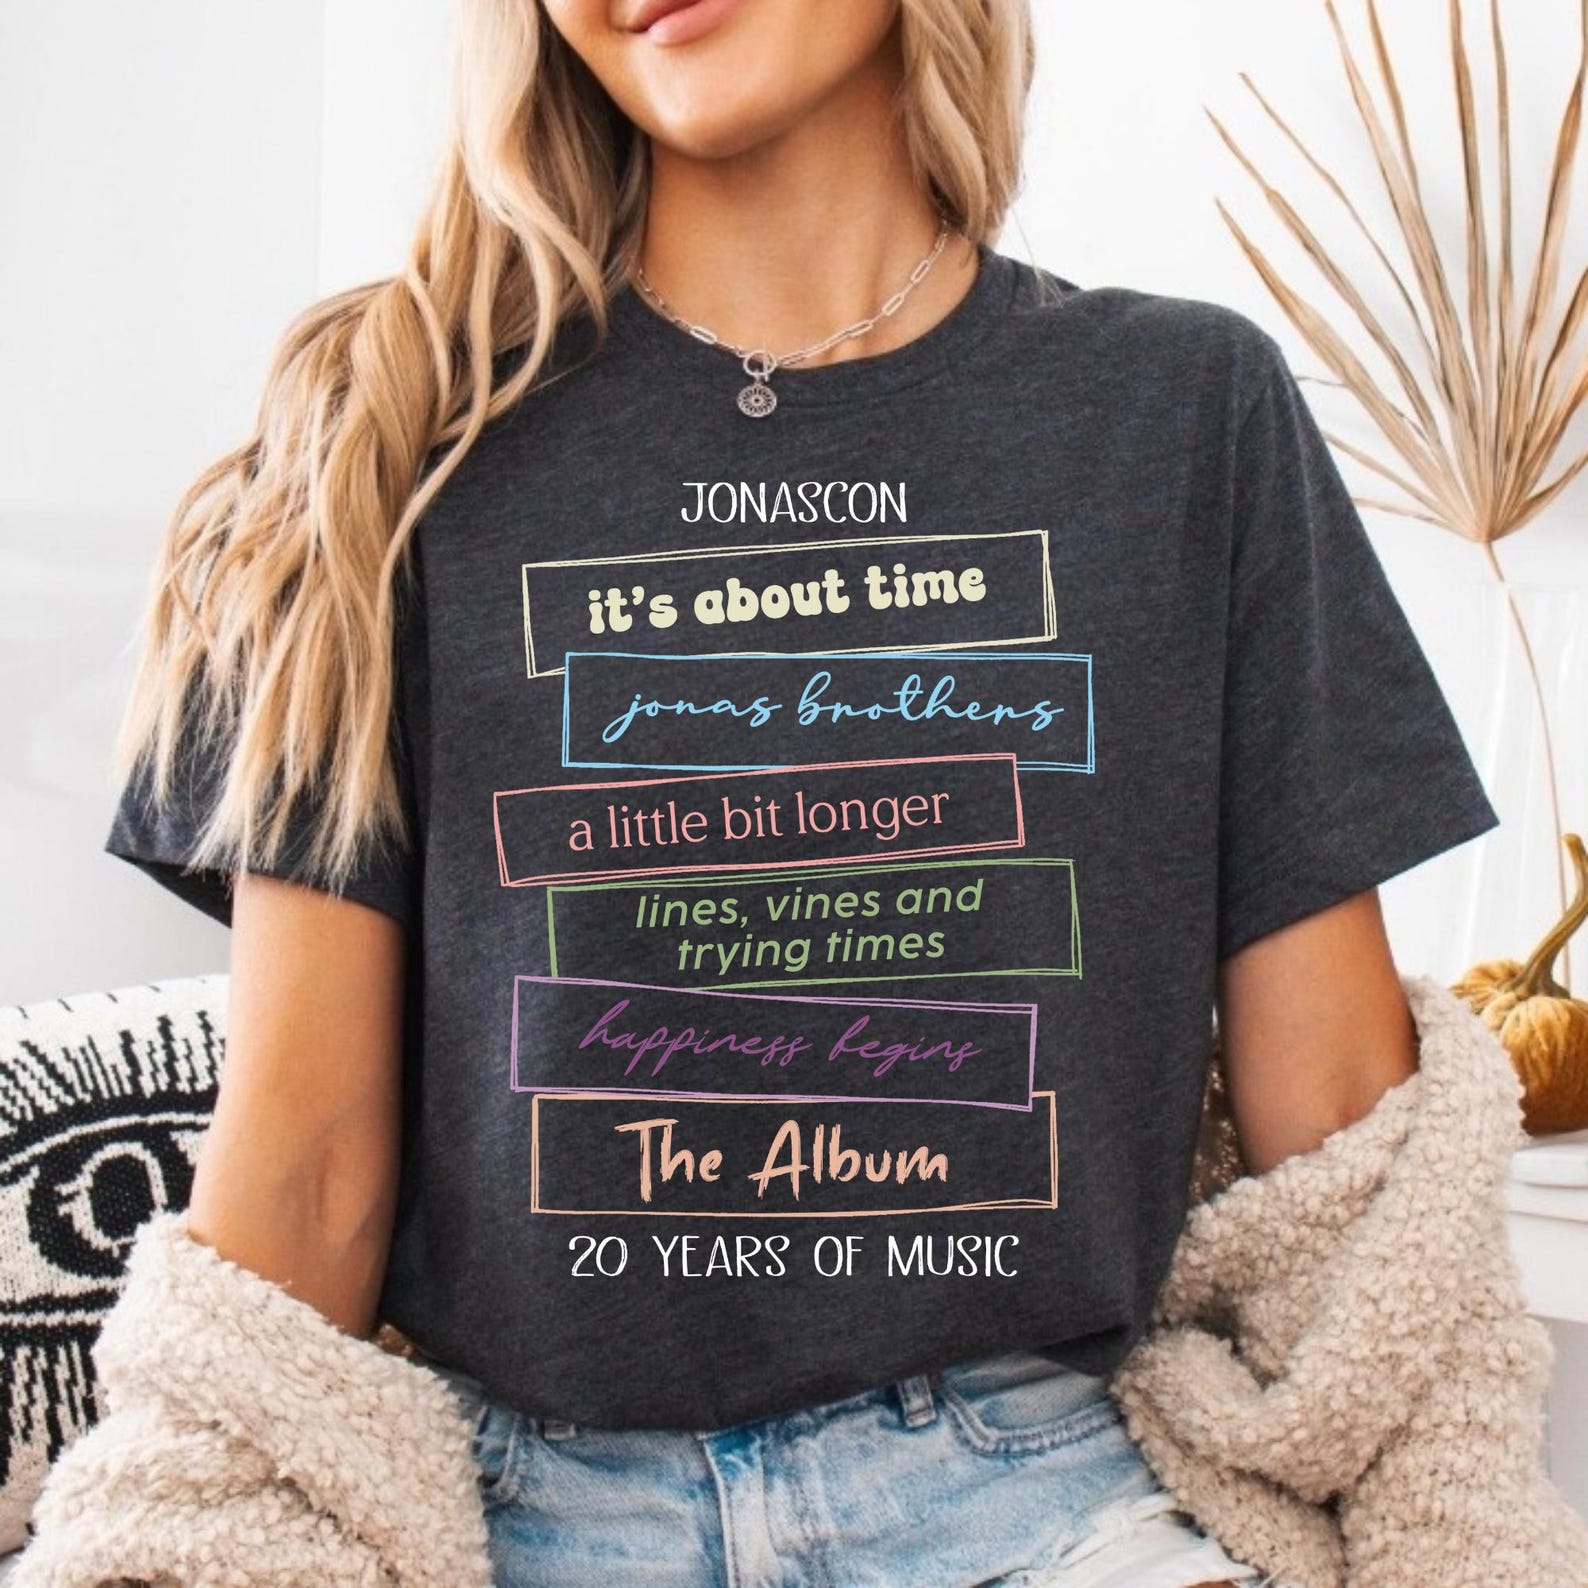 JONASCON
it's about time
jonas brothers
a little bit longer
lines, vines and
trying times
happiness begins
The Album
20 YEARS OF MUSIC